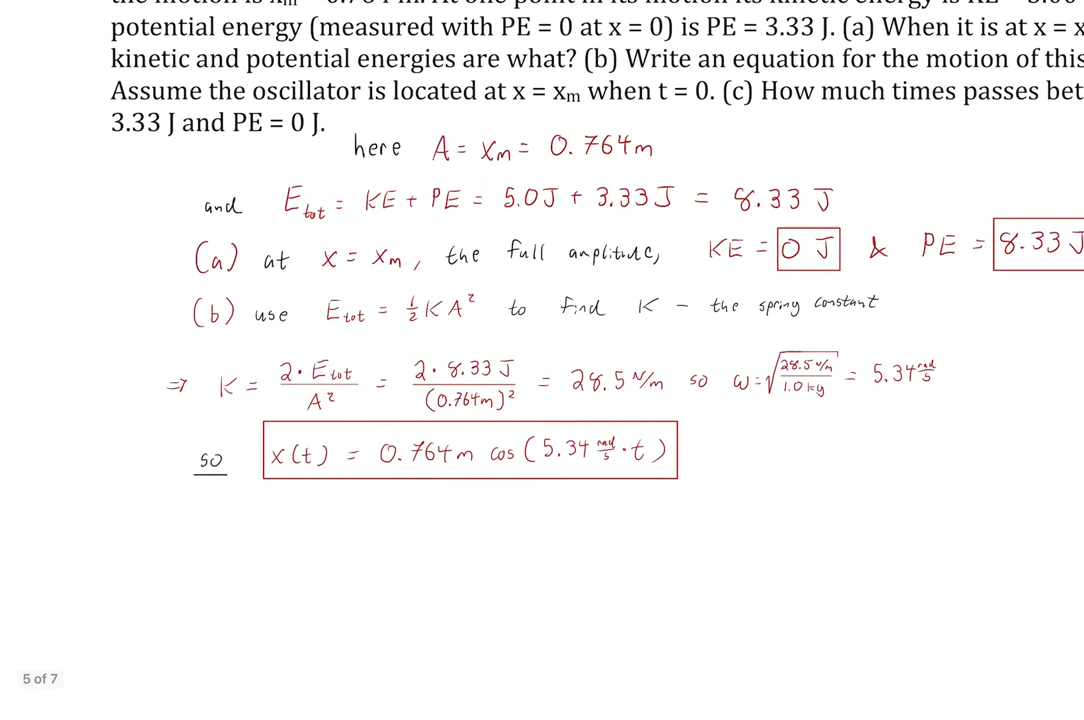 potential energy (measured with PE = 0 at x = 0) is PE = 3.33 J. (a) When it is at x = x
kinetic and potential energies are what? (b) Write an equation for the motion of this
Assume the oscillator is located at x = xₘ when t = 0. (c) How much times passes bet
3.33 J and PE = 0 J.
here A = xₘ = 0.764m
and E_tot = KE + PE = 5.0J + 3.33J = 8.33 J
(a) at x = xₘ, the full amplitude, KE = 0 J & PE = 8.33 J
(b) use E_tot = ½KA² to find K – the spring constant
⇒ K = 2·E_tot / A² = 2·8.33 J / (0.764m)² = 28.5 N/m so ω = √(28.5 N/m / 1.0 kg) = 5.34 rad/s
so x(t) = 0.764m cos(5.34 rad/s · t)
5 of 7